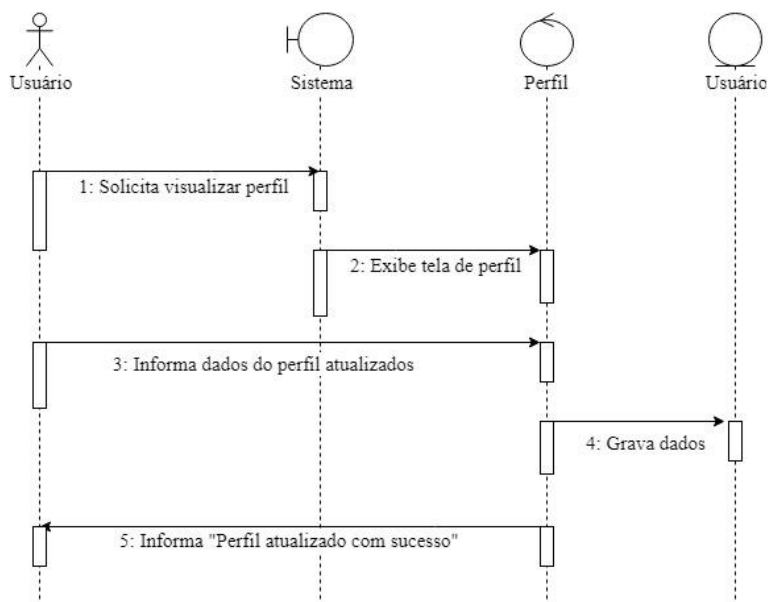 Usuário
Sistema
Perfil
Usuário
1: Solicita visualizar perfil
2: Exibe tela de perfil
3: Informa dados do perfil atualizados
4: Grava dados
5: Informa "Perfil atualizado com sucesso"